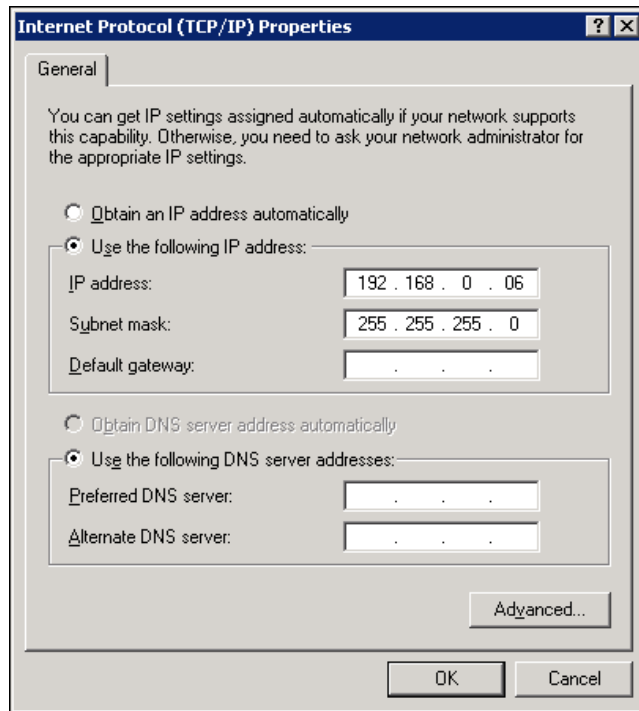 Internet Protocol (TCP/IP) Properties
General
You can get IP settings assigned automatically if your network supports
this capability. Otherwise, you need to ask your network administrator for
the appropriate IP settings.
Obtain an IP address automatically
Use the following IP address:
IP address: 192 . 168 . 0 . 06
Subnet mask: 255 . 255 . 255 . 0
Default gateway: . . .
Obtain DNS server address automatically
Use the following DNS server addresses:
Preferred DNS server: . . .
Alternate DNS server: . . .
Advanced...
OK Cancel